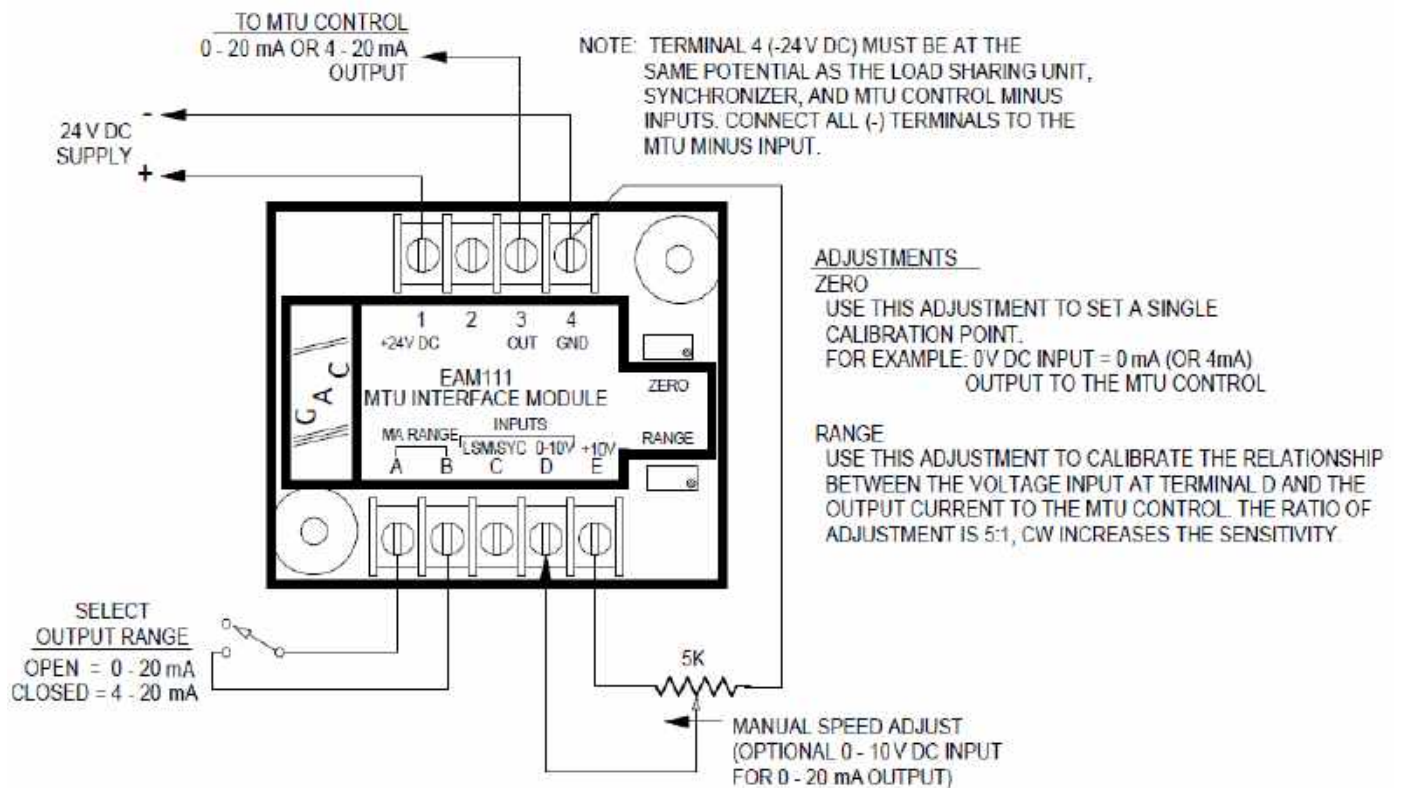 TO MTU CONTROL
0 - 20 mA OR 4 - 20 mA
OUTPUT
-
24 V DC
SUPPLY
+
NOTE: TERMINAL 4 (-24 V DC) MUST BE AT THE
SAME POTENTIAL AS THE LOAD SHARING UNIT,
SYNCHRONIZER, AND MTU CONTROL MINUS
INPUTS. CONNECT ALL (-) TERMINALS TO THE
MTU MINUS INPUT.
1 2 3 4
+24V DC OUT GND
EAM111
MTU INTERFACE MODULE
GAC
INPUTS
MA RANGE
LSM\SYC 0-10V +10V
A B C D E
ZERO
RANGE
ADJUSTMENTS
ZERO
USE THIS ADJUSTMENT TO SET A SINGLE
CALIBRATION POINT.
FOR EXAMPLE: 0V DC INPUT = 0 mA (OR 4mA)
OUTPUT TO THE MTU CONTROL
RANGE
USE THIS ADJUSTMENT TO CALIBRATE THE RELATIONSHIP
BETWEEN THE VOLTAGE INPUT AT TERMINAL D AND THE
OUTPUT CURRENT TO THE MTU CONTROL. THE RATIO OF
ADJUSTMENT IS 5:1, CW INCREASES THE SENSITIVITY.
SELECT
OUTPUT RANGE
OPEN = 0 - 20 mA
CLOSED = 4 - 20 mA
5K
MANUAL SPEED ADJUST
(OPTIONAL 0 - 10 V DC INPUT
FOR 0 - 20 mA OUTPUT)